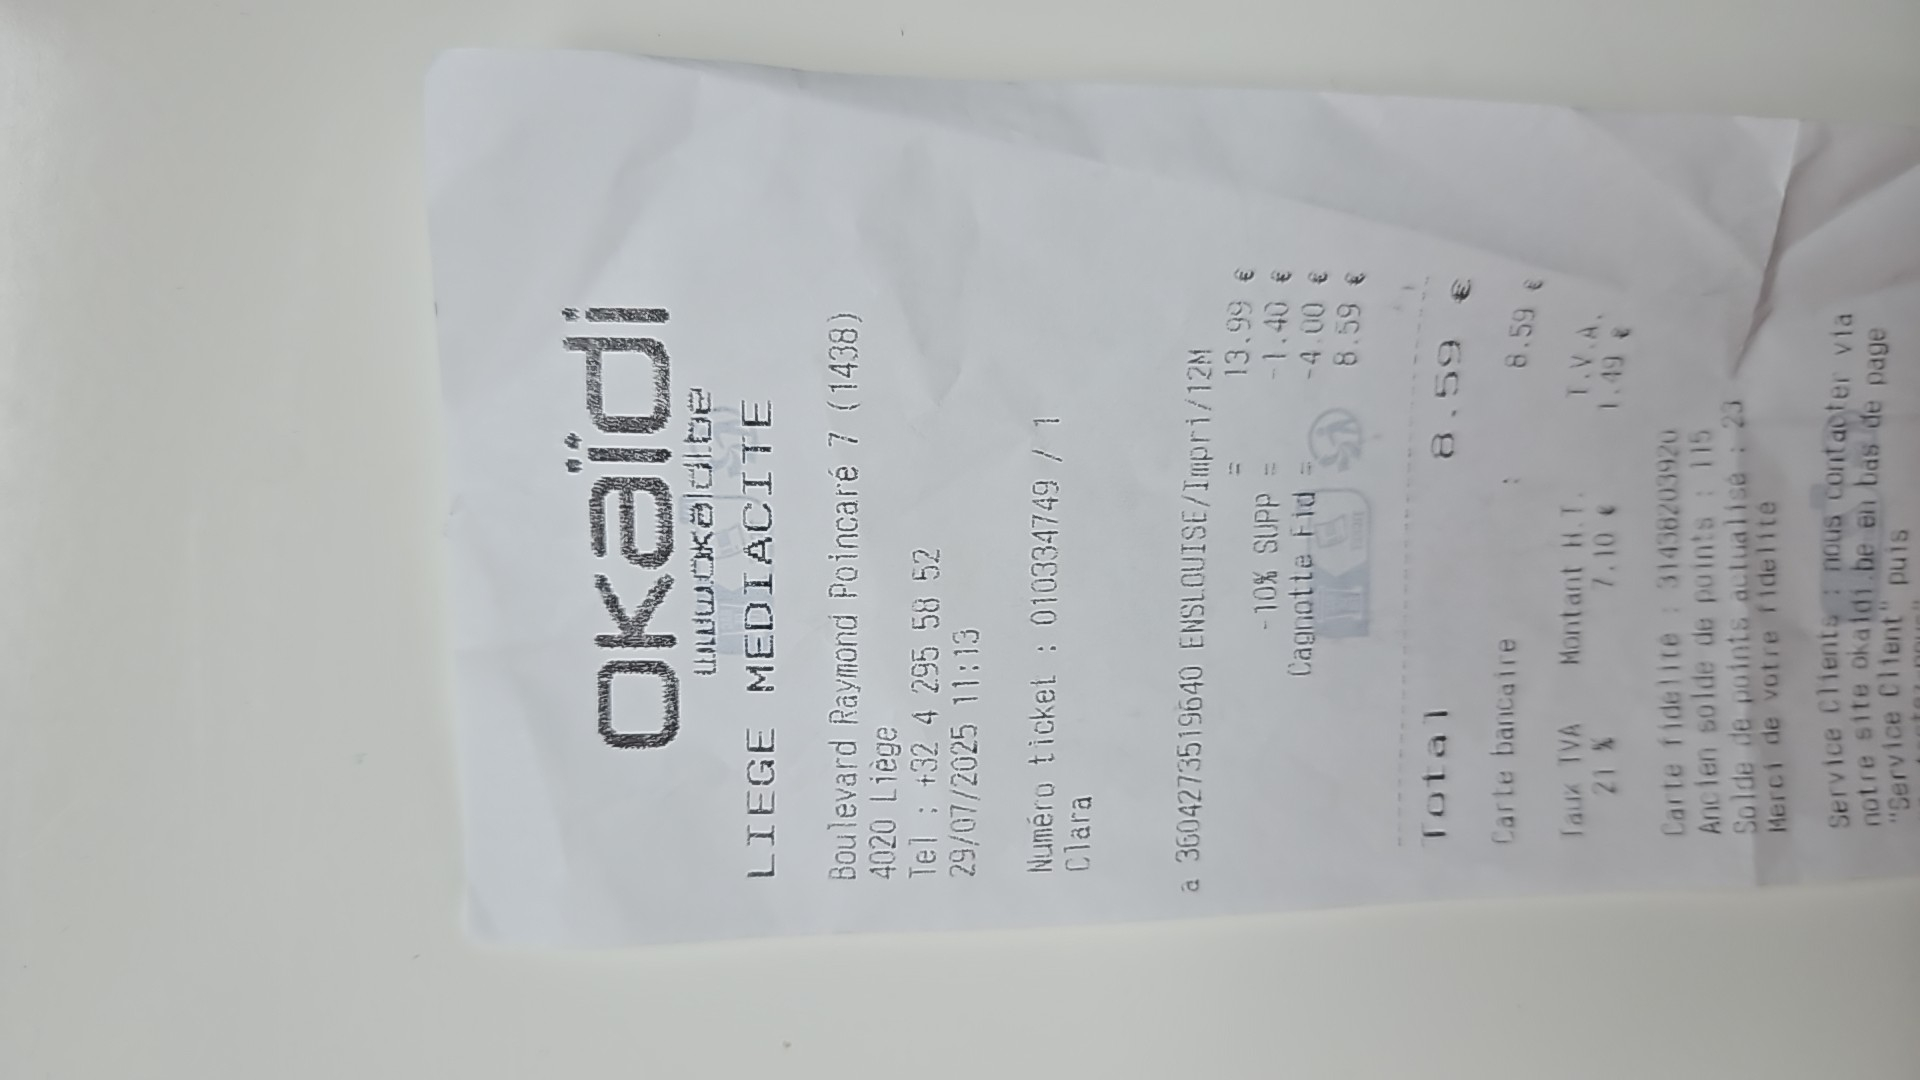 okaïdi
www.okaidi.be
LIEGE MEDIACITE
Boulevard Raymond Poincaré 7 (1438)
4020 Liège
Tel : +32 4 295 58 52
29/07/2025 11:13
Numéro ticket : 010334749 / 1
Clara
a 3604273519640 ENSLOUISE/Impri/12M
= 13.99 €
-10% SUPP = -1.40 €
Cagnotte Fid = -4.00 €
8.59 €
Total 8.59 €
Carte bancaire : 8.59 €
Taux TVA Montant H.T. T.V.A.
21 % 7.10 € 1.49 €
Carte fidelite : 31438203920
Ancien solde de points : 115
Solde de points actualisé : 23
Merci de votre fidelité
Service Clients : nous contacter via
notre site okaidi.be en bas de page
"Service Client" puis